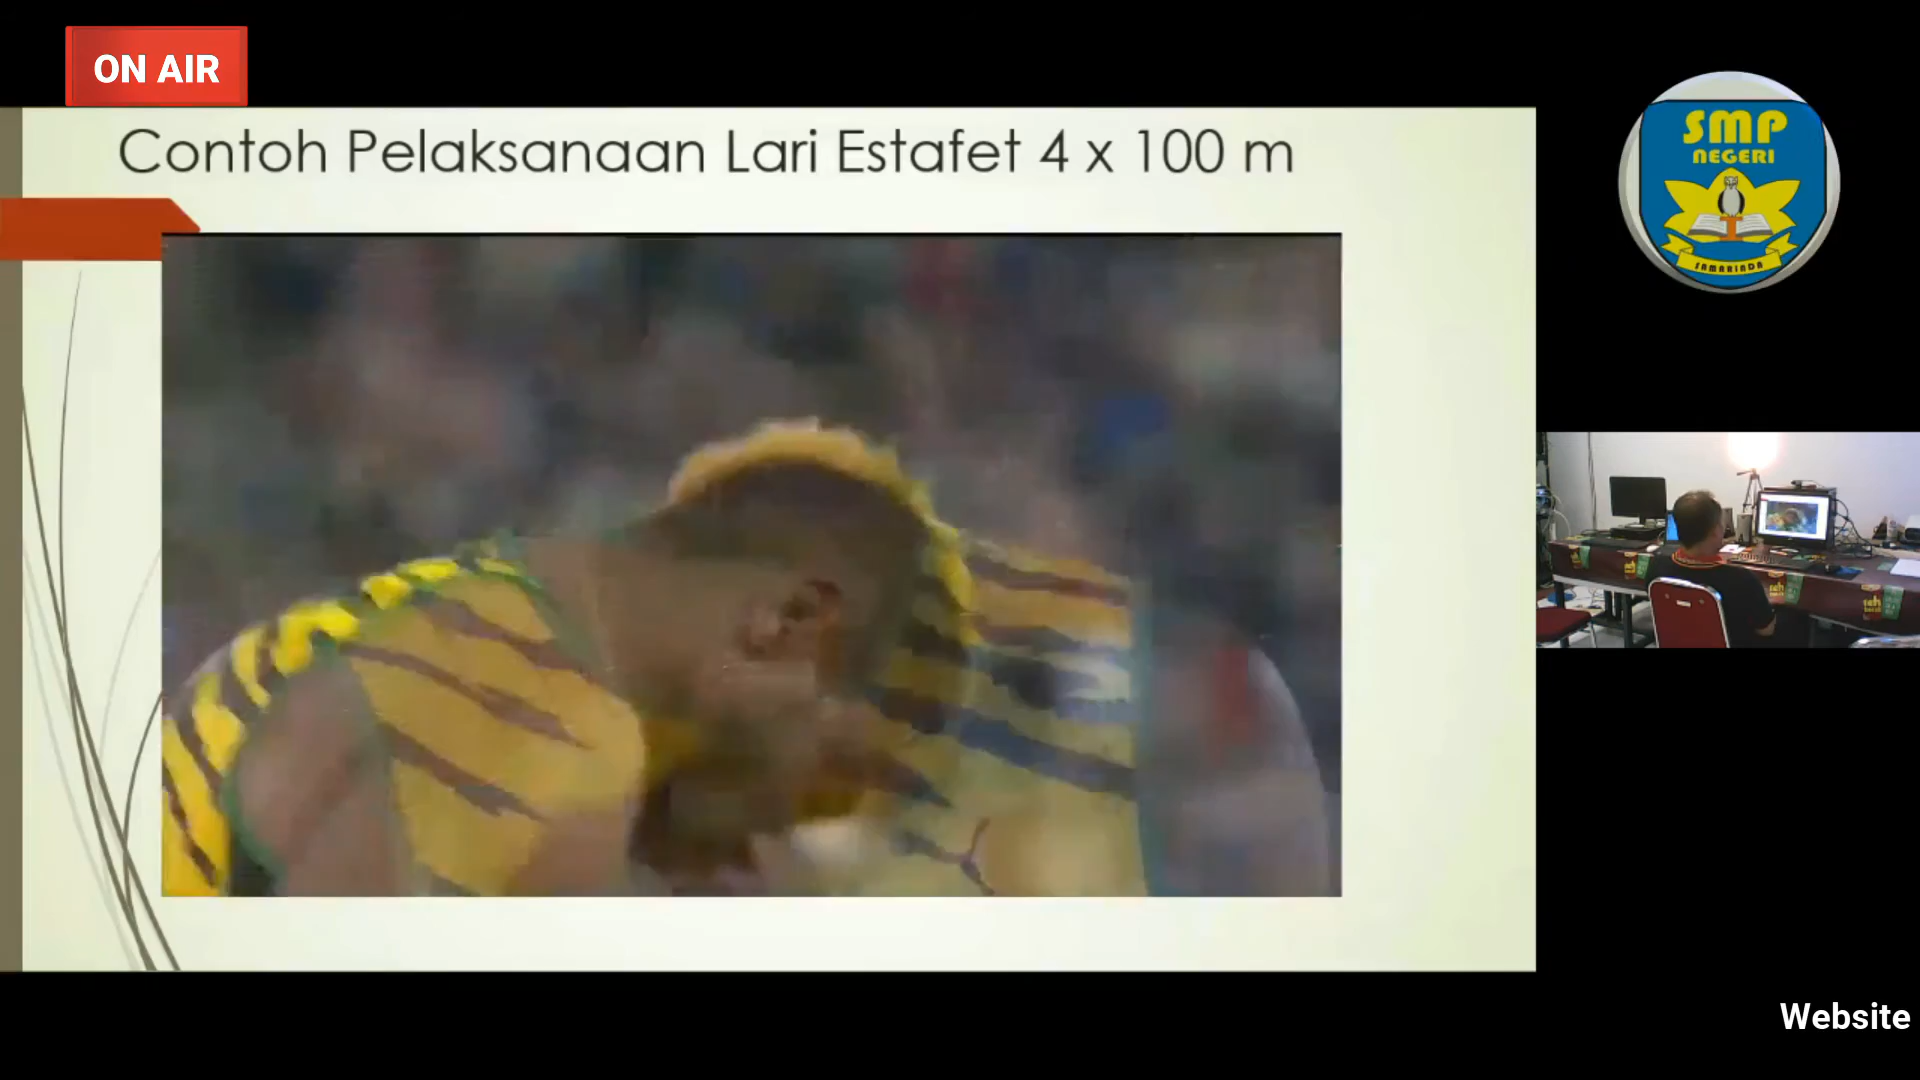 ON AIR
Contoh Pelaksanaan Lari Estafet 4 x 100 m
SMP
NEGERI
SAMARINDA
Website